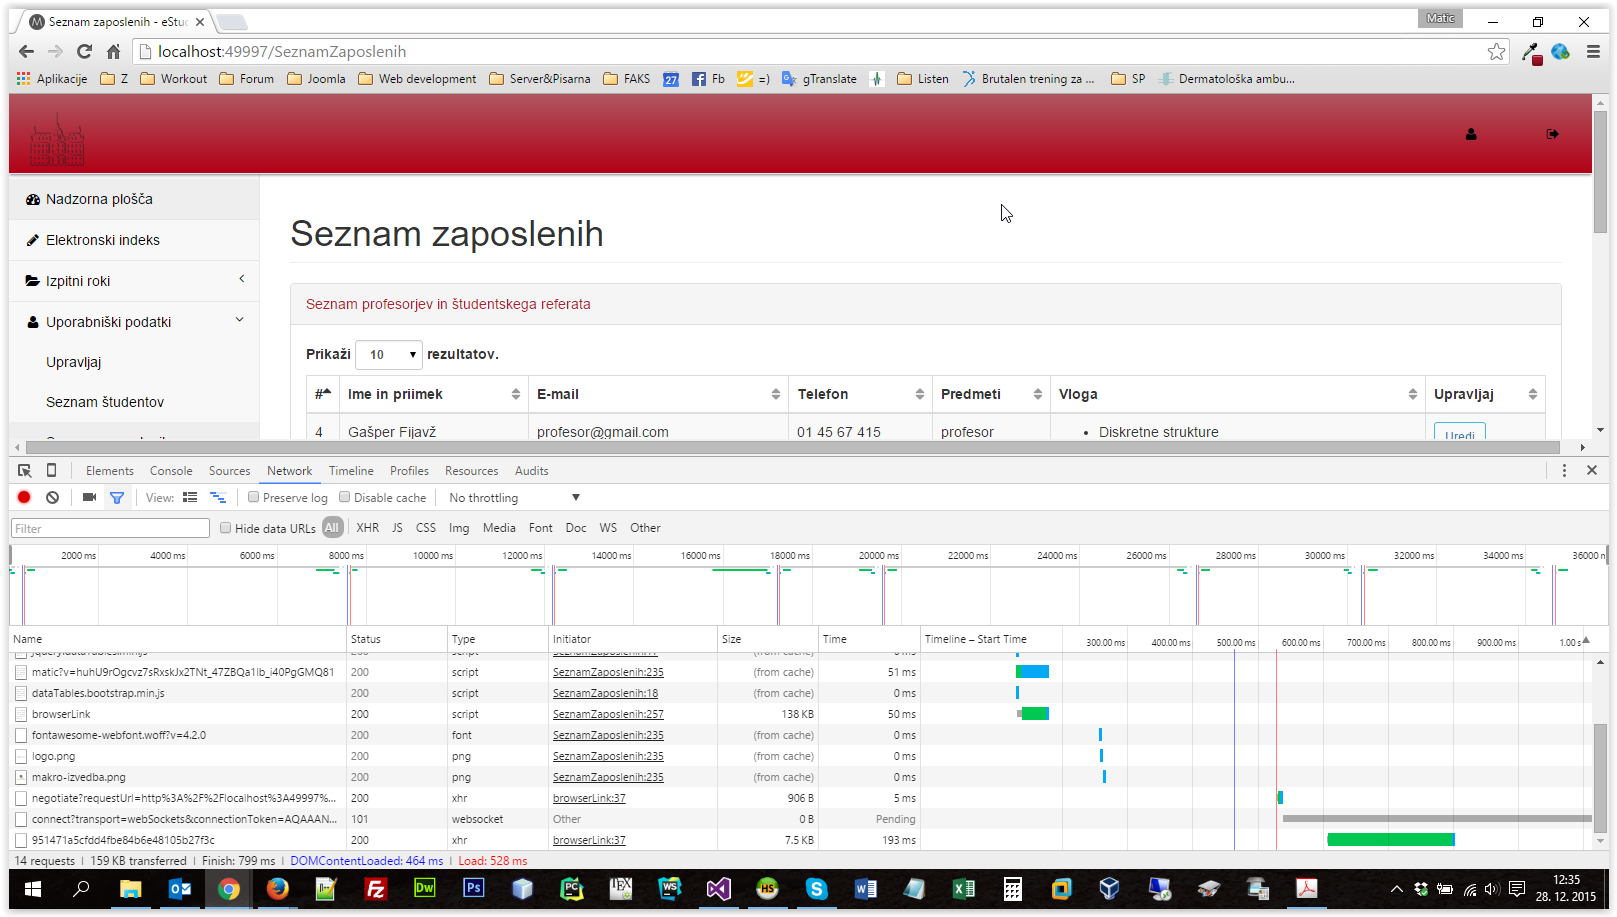 Seznam zaposlenih - eStud
Matic
localhost:49997/SeznamZaposlenih
Aplikacije Z Workout Forum Joomla Web development Server&Pisarna FAKS 27 Fb =) gTranslate Listen Brutalen trening za ... SP Dermatološka ambu...
Nadzorna plošča
Elektronski indeks
Izpitni roki
Uporabniški podatki
Upravljaj
Seznam študentov
Seznam zaposlenih
Seznam profesorjev in študentskega referata
Prikaži 10 rezultatov.
# Ime in priimek E-mail Telefon Predmeti Vloga Upravljaj
4 Gašper Fijavž profesor@gmail.com 01 45 67 415 profesor • Diskretne strukture Uredi
Elements Console Sources Network Timeline Profiles Resources Audits
View: Preserve log Disable cache No throttling
Filter Hide data URLs All XHR JS CSS Img Media Font Doc WS Other
2000 ms 4000 ms 6000 ms 8000 ms 10000 ms 12000 ms 14000 ms 16000 ms 18000 ms 20000 ms 22000 ms 24000 ms 26000 ms 28000 ms 30000 ms 32000 ms 34000 ms 36000 m
Name Status Type Initiator Size Time Timeline – Start Time 300.00 ms 400.00 ms 500.00 ms 600.00 ms 700.00 ms 800.00 ms 900.00 ms 1.00 s
matic?v=huhU9rOgcvz7sRxskJx2TNt_47ZBQa1Ib_i40PgGMQ81 200 script SeznamZaposlenih:235 (from cache) 51 ms
dataTables.bootstrap.min.js 200 script SeznamZaposlenih:18 (from cache) 0 ms
browserLink 200 script SeznamZaposlenih:257 138 KB 50 ms
fontawesome-webfont.woff?v=4.2.0 200 font SeznamZaposlenih:235 (from cache) 0 ms
logo.png 200 png SeznamZaposlenih:235 (from cache) 0 ms
makro-izvedba.png 200 png SeznamZaposlenih:235 (from cache) 0 ms
negotiate?requestUrl=http%3A%2F%2Flocalhost%3A49997%... 200 xhr browserLink:37 906 B 5 ms
connect?transport=webSockets&connectionToken=AQAAAN... 101 websocket Other 0 B Pending
951471a5cfdd4fbe84b6e48105b27f3c 200 xhr browserLink:37 7.5 KB 193 ms
14 requests | 159 KB transferred | Finish: 799 ms | DOMContentLoaded: 464 ms | Load: 528 ms
Dw Ps PC TEX WS HS
12:35
28. 12. 2015